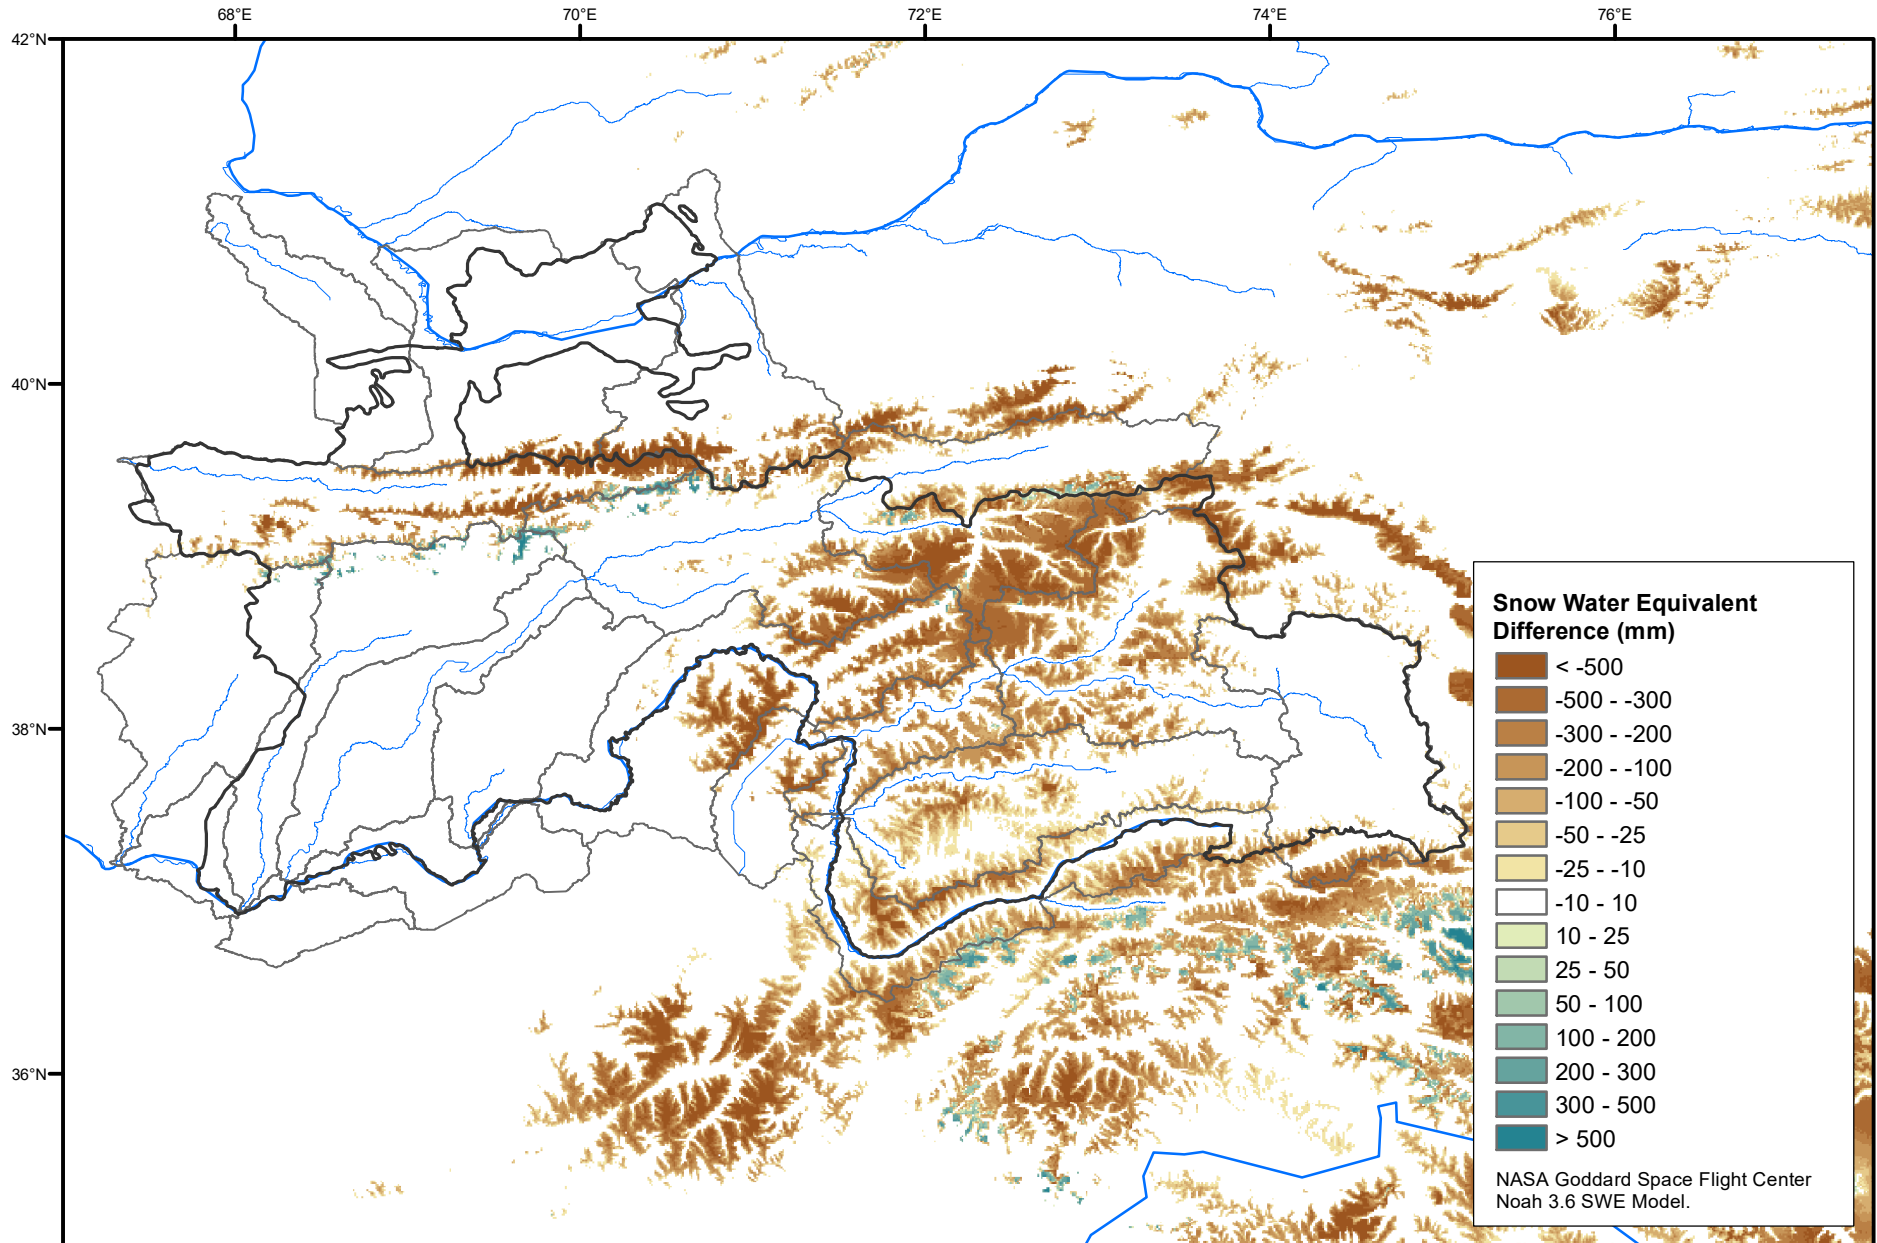 68°E 70°E 72°E 74°E 76°E
42°N
40°N
38°N
36°N
Snow Water Equivalent
Difference (mm)
< -500
-500 - -300
-300 - -200
-200 - -100
-100 - -50
-50 - -25
-25 - -10
-10 - 10
10 - 25
25 - 50
50 - 100
100 - 200
200 - 300
300 - 500
> 500
NASA Goddard Space Flight Center
Noah 3.6 SWE Model.